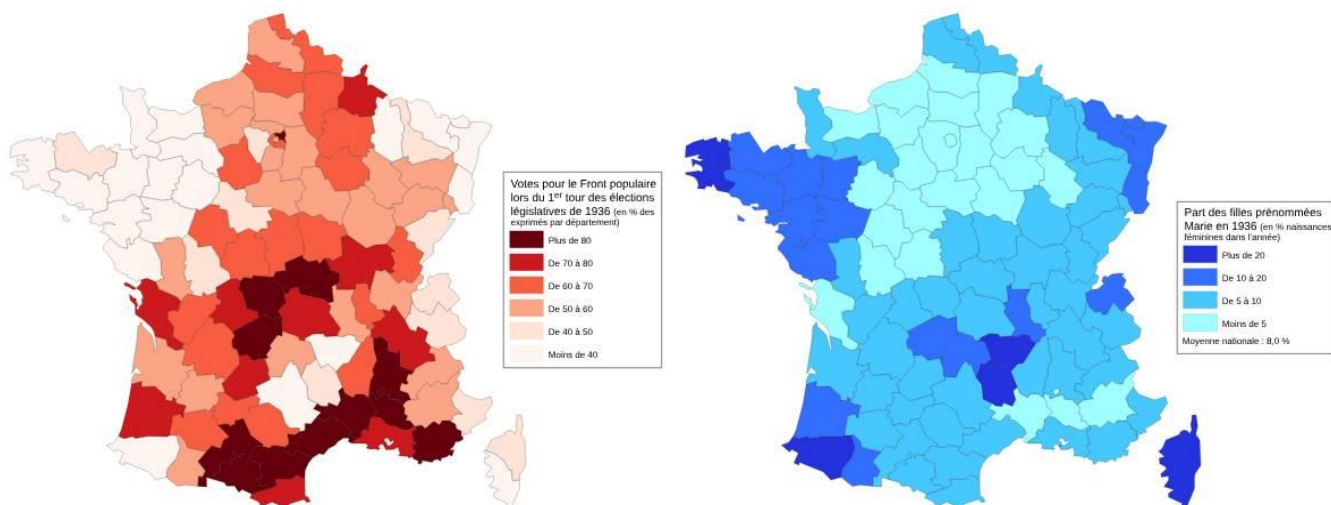 Votes pour le Front populaire
lors du 1er tour des élections
législatives de 1936 (en % des
exprimés par département)
Plus de 80
De 70 à 80
De 60 à 70
De 50 à 60
De 40 à 50
Moins de 40
Part des filles prénommées
Marie en 1936 (en % naissances
féminines dans l'année)
Plus de 20
De 10 à 20
De 5 à 10
Moins de 5
Moyenne nationale : 8,0 %